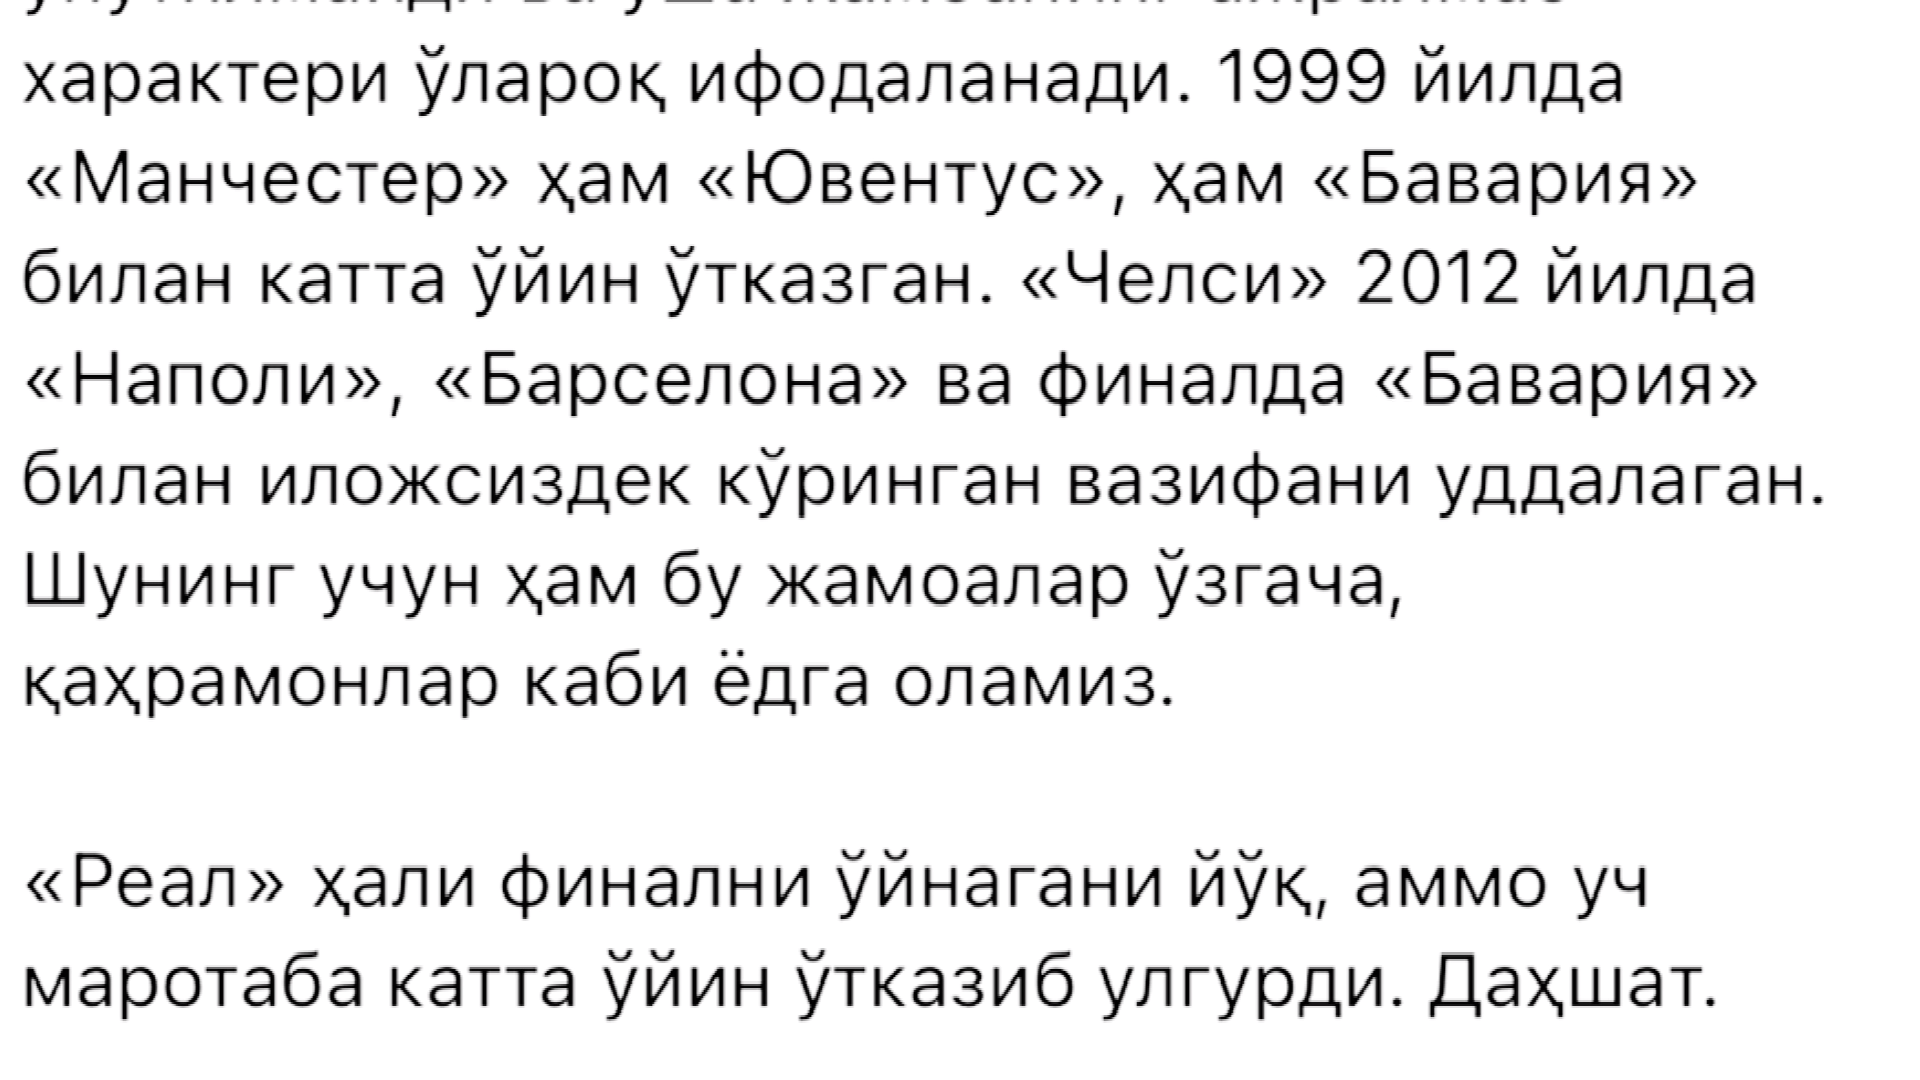 характери ўлароқ ифодаланади. 1999 йилда
«Манчестер» ҳам «Ювентус», ҳам «Бавария»
билан катта ўйин ўтказган. «Челси» 2012 йилда
«Наполи», «Барселона» ва финалда «Бавария»
билан иложсиздек кўринган вазифани уддалаган.
Шунинг учун ҳам бу жамоалар ўзгача,
қаҳрамонлар каби ёдга оламиз.
«Реал» ҳали финални ўйнагани йўқ, аммо уч
маротаба катта ўйин ўтказиб улгурди. Даҳшат.